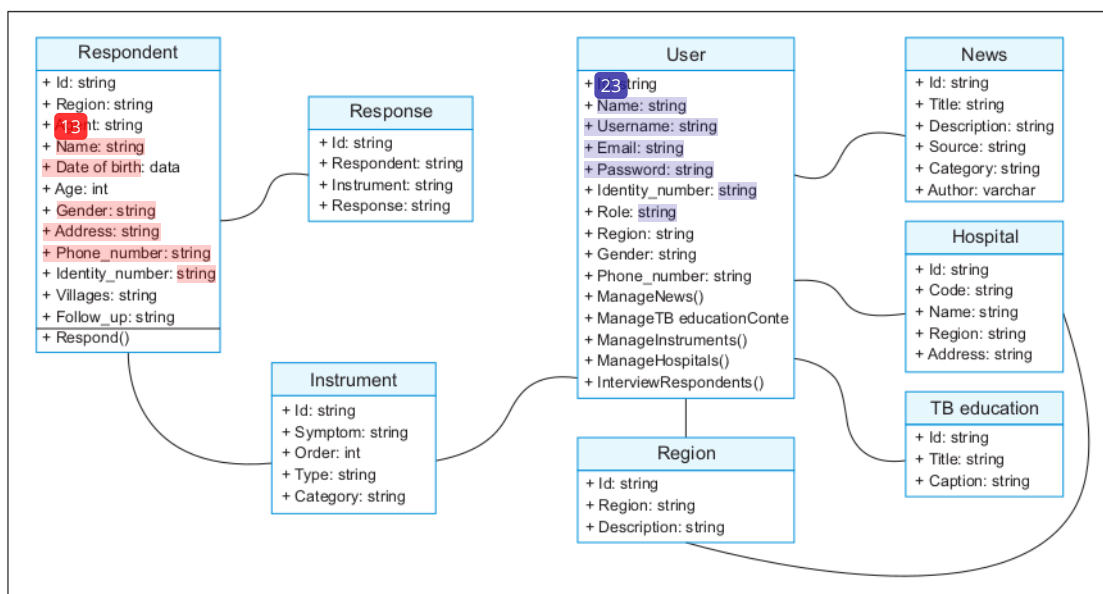 Respondent
+ Id: string
+ Region: string
13
+ : string
+ Name: string
+ Date of birth: data
+ Age: int
+ Gender: string
+ Address: string
+ Phone_number: string
+ Identity_number: string
+ Villages: string
+ Follow_up: string
+ Respond()
Response
+ Id: string
+ Respondent: string
+ Instrument: string
+ Response: string
Instrument
+ Id: string
+ Symptom: string
+ Order: int
+ Type: string
+ Category: string
User
23
+ string
+ Name: string
+ Username: string
+ Email: string
+ Password: string
+ Identity_number: string
+ Role: string
+ Region: string
+ Gender: string
+ Phone_number: string
+ ManageNews()
+ ManageTB educationConte
+ ManageInstruments()
+ ManageHospitals()
+ InterviewRespondents()
Region
+ Id: string
+ Region: string
+ Description: string
News
+ Id: string
+ Title: string
+ Description: string
+ Source: string
+ Category: string
+ Author: varchar
Hospital
+ Id: string
+ Code: string
+ Name: string
+ Region: string
+ Address: string
TB education
+ Id: string
+ Title: string
+ Caption: string